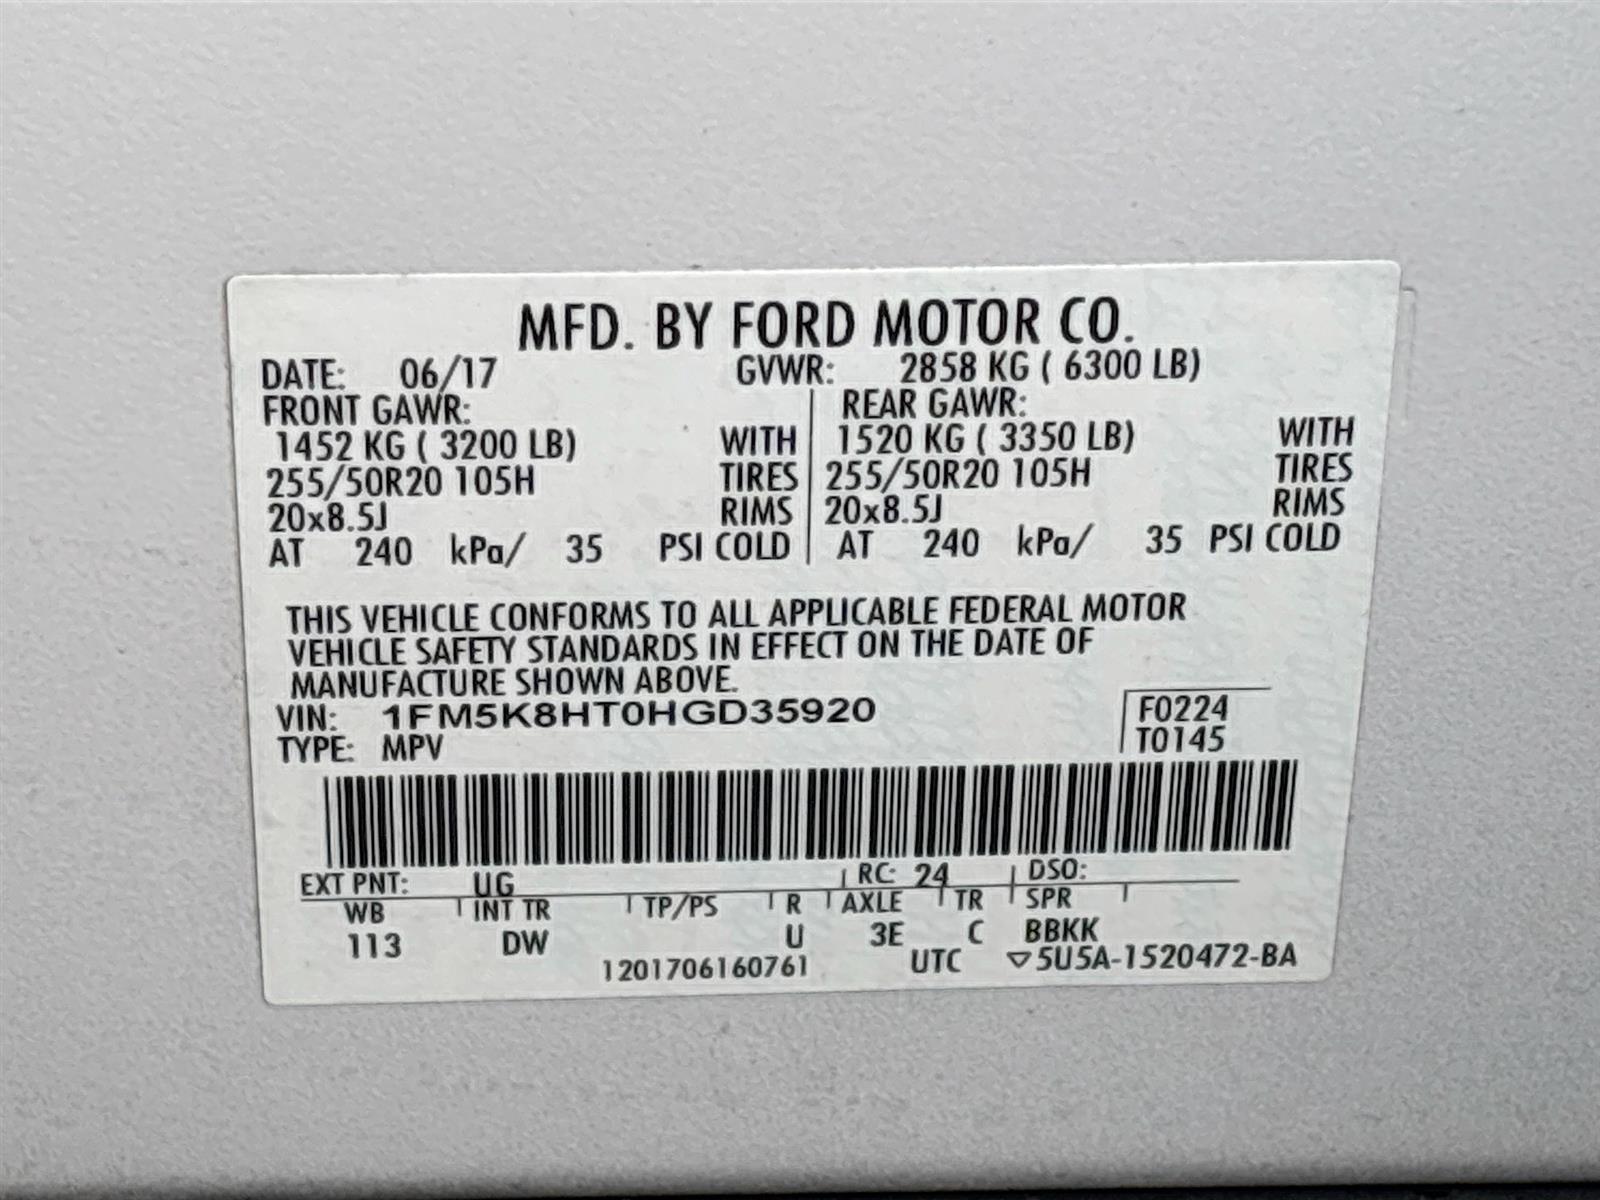 MFD. BY FORD MOTOR CO.
DATE: 06/17 GVWR: 2858 KG ( 6300 LB)
FRONT GAWR: REAR GAWR:
1452 KG ( 3200 LB) WITH 1520 KG ( 3350 LB) WITH
255/50R20 105H TIRES 255/50R20 105H TIRES
20x8.5J RIMS 20x8.5J RIMS
AT 240 kPa/ 35 PSI COLD AT 240 kPa/ 35 PSI COLD
THIS VEHICLE CONFORMS TO ALL APPLICABLE FEDERAL MOTOR
VEHICLE SAFETY STANDARDS IN EFFECT ON THE DATE OF
MANUFACTURE SHOWN ABOVE.
VIN: 1FM5K8HT0HGD35920 F0224
TYPE: MPV T0145
EXT PNT: UG RC: 24 DSO:
WB INT TR TP/PS R AXLE TR SPR
113 DW U 3E C BBKK
1201706160761 UTC ▽5U5A-1520472-BA